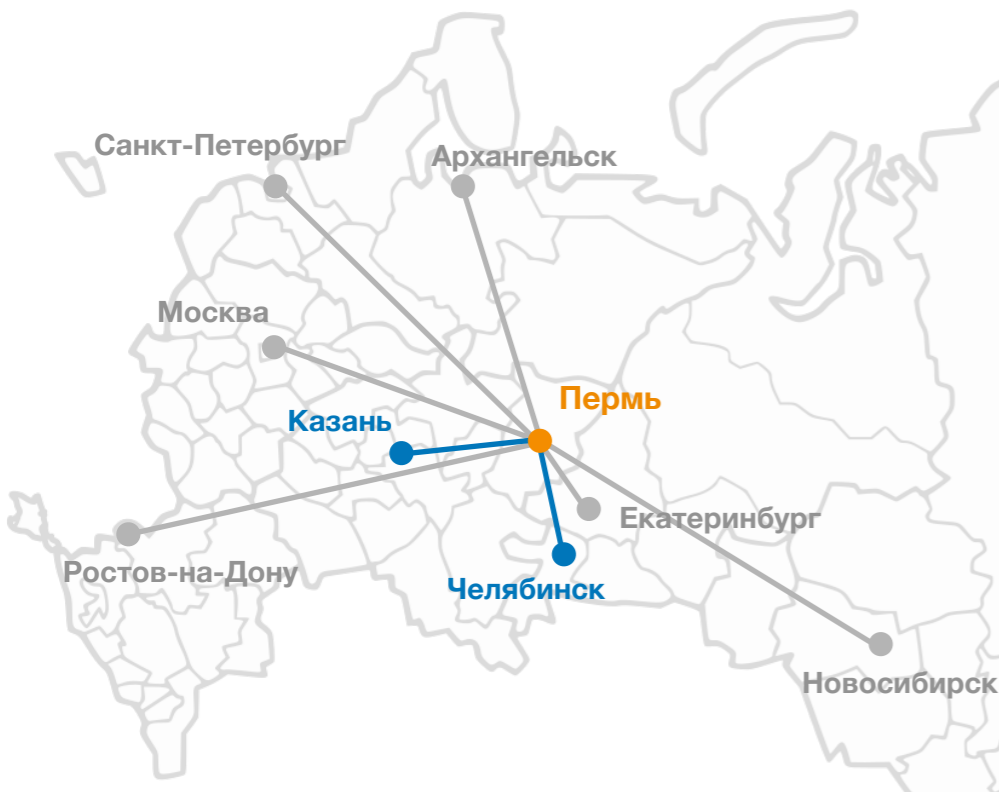 Санкт-Петербург
Архангельск
Москва
Пермь
Казань
Екатеринбург
Ростов-на-Дону
Челябинск
Новосибирск